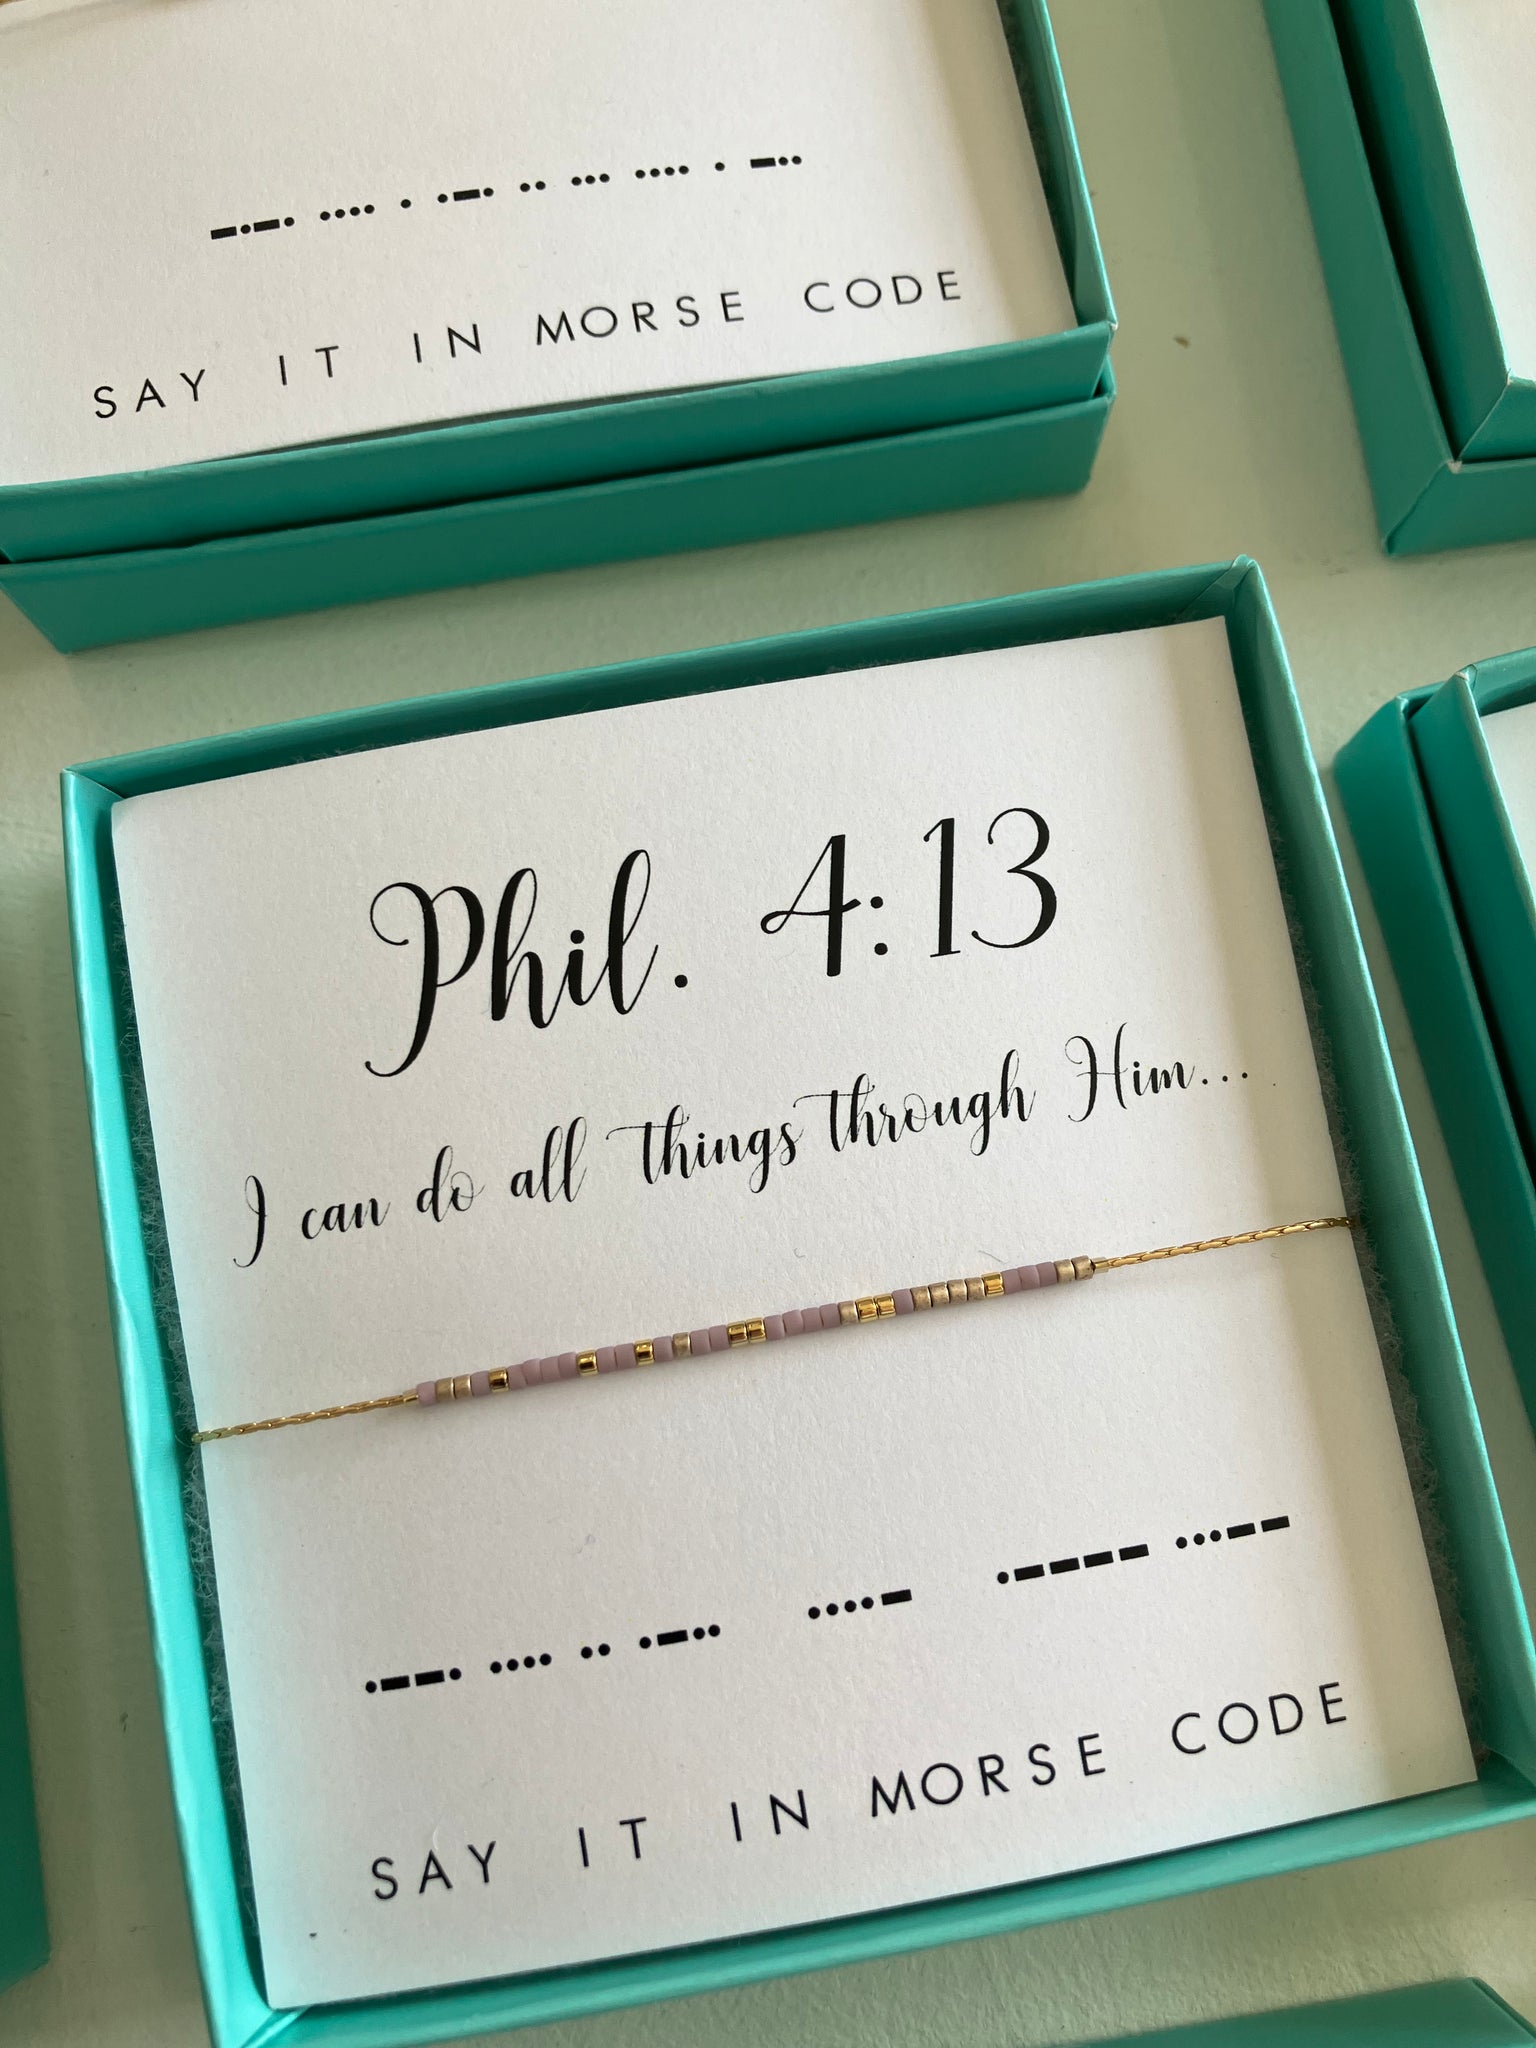 -.-. .... . .-. .. ... .... . -..
SAY IT IN MORSE CODE
Phil. 4:13
I can do all things through Him...
.--. .... .. .-.. ....- .---- ...--
SAY IT IN MORSE CODE